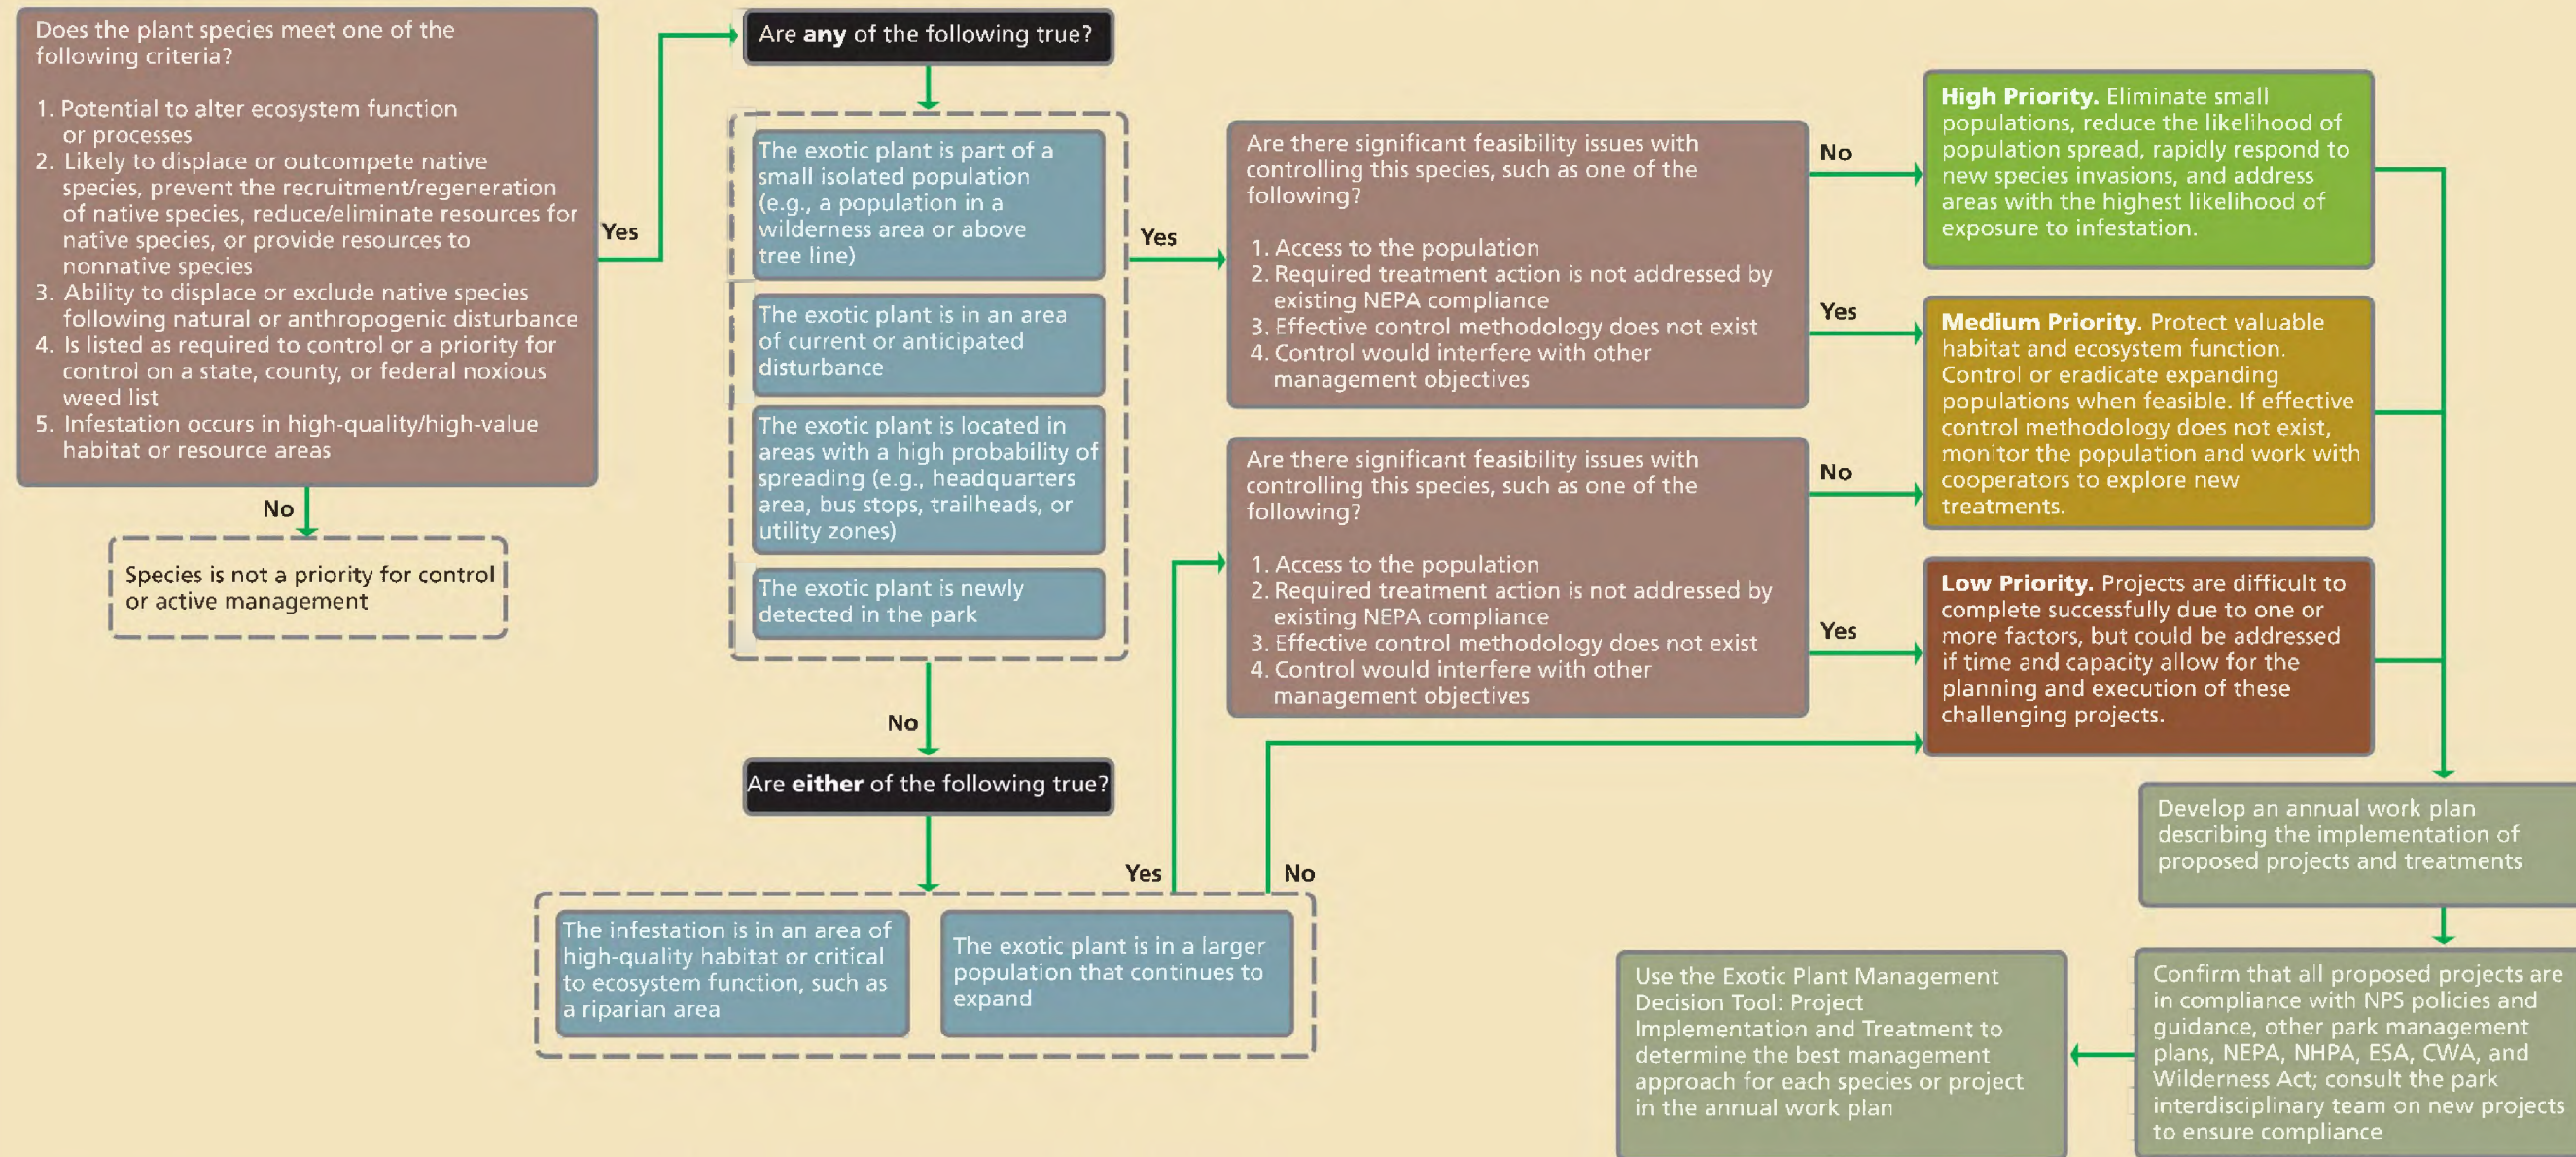 Does the plant species meet one of the
following criteria?
1. Potential to alter ecosystem function
or processes
2. Likely to displace or outcompete native
species, prevent the recruitment/regeneration
of native species, reduce/eliminate resources for
native species, or provide resources to
nonnative species
3. Ability to displace or exclude native species
following natural or anthropogenic disturbance
4. Is listed as required to control or a priority for
control on a state, county, or federal noxious
weed list
5. Infestation occurs in high-quality/high-value
habitat or resource areas
Yes
No
Species is not a priority for control
or active management
Are any of the following true?
The exotic plant is part of a
small isolated population
(e.g., a population in a
wilderness area or above
tree line)
The exotic plant is in an area
of current or anticipated
disturbance
The exotic plant is located in
areas with a high probability of
spreading (e.g., headquarters
area, bus stops, trailheads, or
utility zones)
The exotic plant is newly
detected in the park
Yes
No
Are either of the following true?
The infestation is in an area of
high-quality habitat or critical
to ecosystem function, such as
a riparian area
The exotic plant is in a larger
population that continues to
expand
Yes
No
Are there significant feasibility issues with
controlling this species, such as one of the
following?
1. Access to the population
2. Required treatment action is not addressed by
existing NEPA compliance
3. Effective control methodology does not exist
4. Control would interfere with other
management objectives
No
Yes
Are there significant feasibility issues with
controlling this species, such as one of the
following?
1. Access to the population
2. Required treatment action is not addressed by
existing NEPA compliance
3. Effective control methodology does not exist
4. Control would interfere with other
management objectives
No
Yes
High Priority. Eliminate small
populations, reduce the likelihood of
population spread, rapidly respond to
new species invasions, and address
areas with the highest likelihood of
exposure to infestation.
Medium Priority. Protect valuable
habitat and ecosystem function.
Control or eradicate expanding
populations when feasible. If effective
control methodology does not exist,
monitor the population and work with
cooperators to explore new
treatments.
Low Priority. Projects are difficult to
complete successfully due to one or
more factors, but could be addressed
if time and capacity allow for the
planning and execution of these
challenging projects.
Develop an annual work plan
describing the implementation of
proposed projects and treatments
Confirm that all proposed projects are
in compliance with NPS policies and
guidance, other park management
plans, NEPA, NHPA, ESA, CWA, and
Wilderness Act; consult the park
interdisciplinary team on new projects
to ensure compliance
Use the Exotic Plant Management
Decision Tool: Project
Implementation and Treatment to
determine the best management
approach for each species or project
in the annual work plan